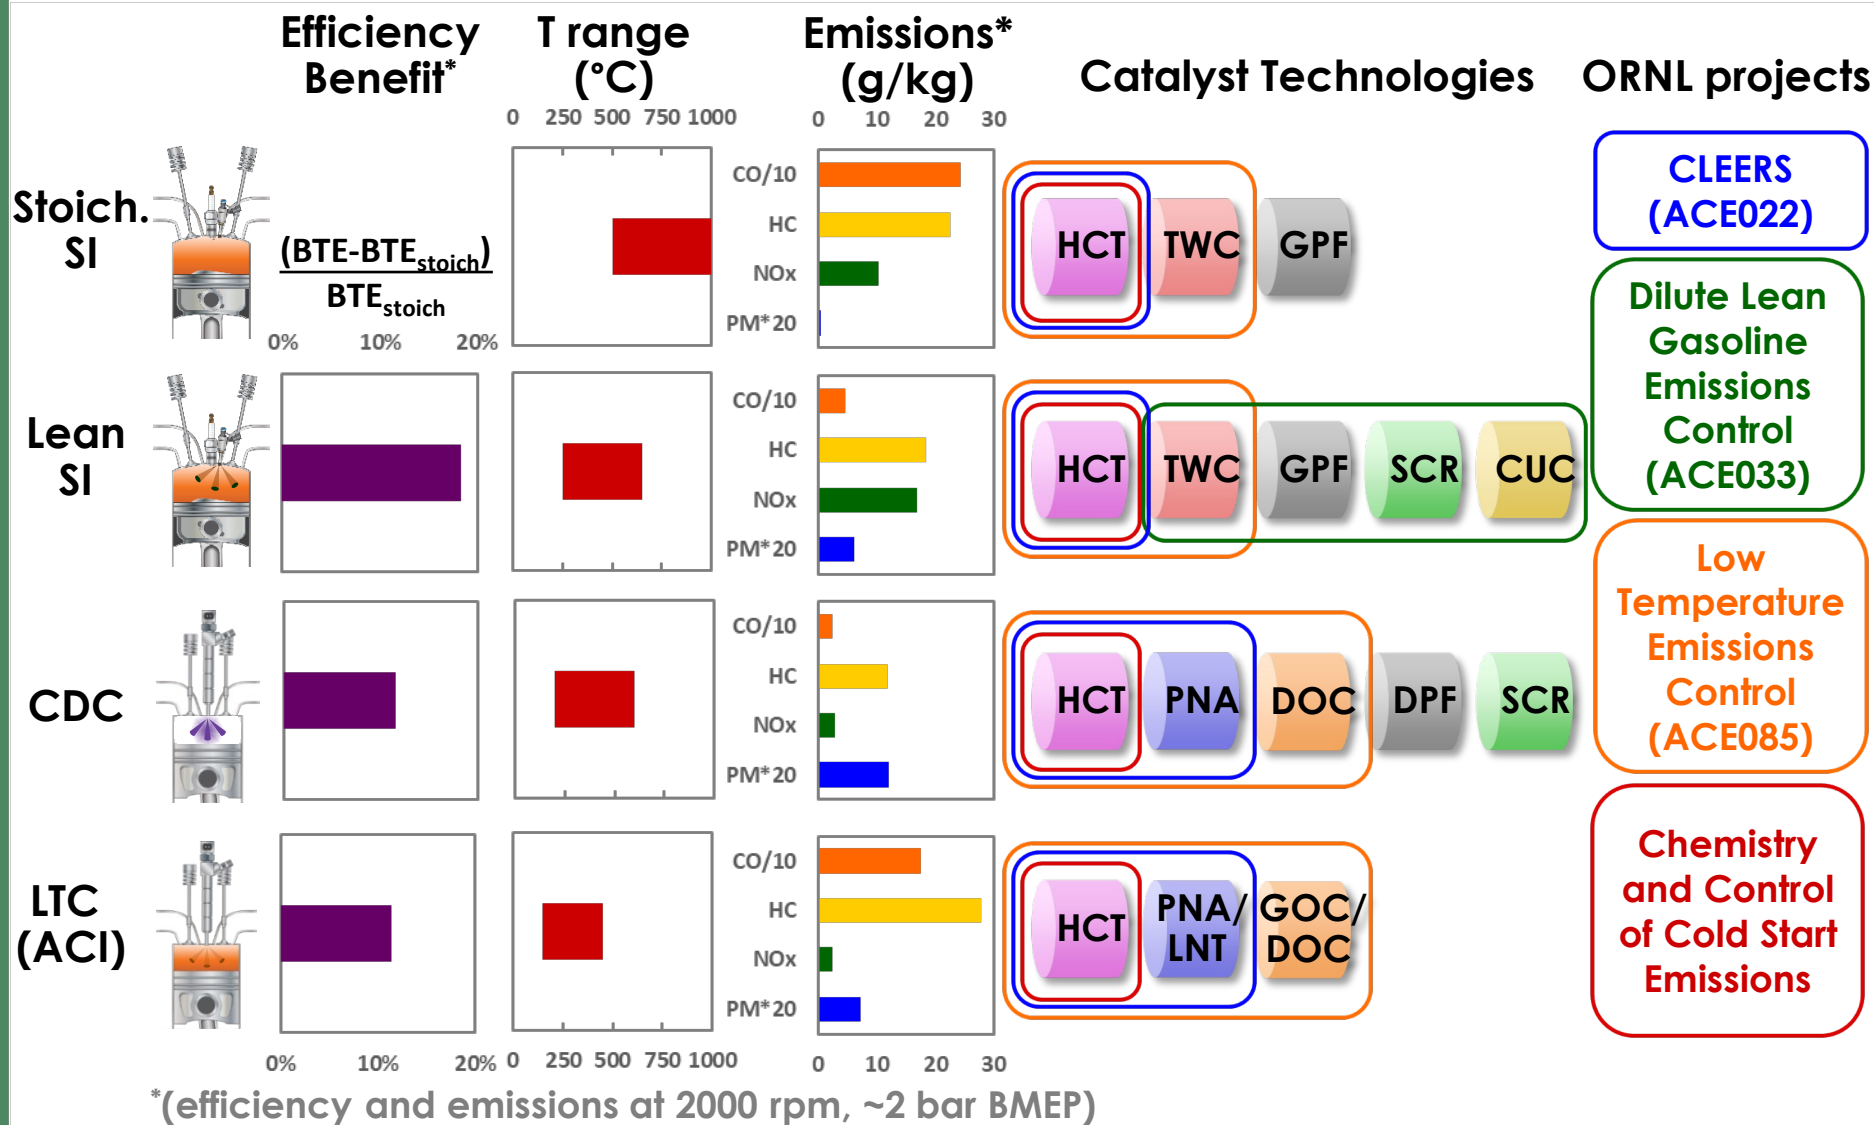 Efficiency
Benefit*
T range
(°C)
Emissions*
(g/kg)
Catalyst Technologies
ORNL projects
0 250 500 750 1000
0 10 20 30
Stoich.
SI
(BTE-BTEstoich)
BTEstoich
0% 10% 20%
CO/10
HC
NOx
PM*20
HCT
TWC
GPF
Lean
SI
CO/10
HC
NOx
PM*20
HCT
TWC
GPF
SCR
CUC
CDC
CO/10
HC
NOx
PM*20
HCT
PNA
DOC
DPF
SCR
LTC
(ACI)
CO/10
HC
NOx
PM*20
HCT
PNA/
LNT
GOC/
DOC
0% 10% 20%
0 250 500 750 1000
0 10 20 30
CLEERS
(ACE022)
Dilute Lean
Gasoline
Emissions
Control
(ACE033)
Low
Temperature
Emissions
Control
(ACE085)
Chemistry
and Control
of Cold Start
Emissions
*(efficiency and emissions at 2000 rpm, ~2 bar BMEP)